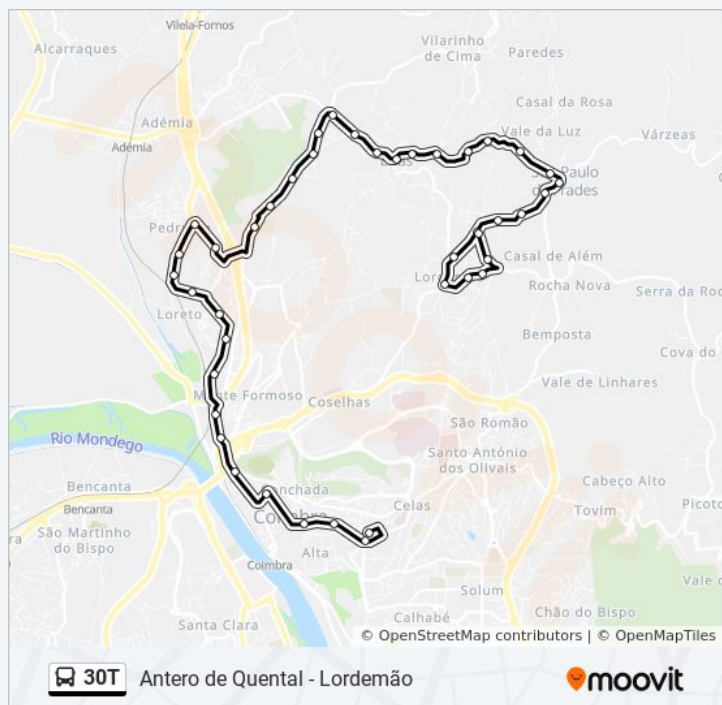 Vilela-Fornos
Alcarraques
Vilarinho
de Cima
Paredes
Casal da Rosa
Adémia
Vale da Luz
Várzeas
Adémia
São Paulo
de Frades
Casal de Além
Loreto
Rocha Nova
Serra da Roc
Bemposta
Cova do
Monte Formoso
Vale de Linhares
Coselhas
Rio Mondego
São Romão
Santo António
dos Olivais
Cabeço Alto
Bencanta
Conchada
Celas
Tovim
Picoto
Bencanta
Coimbra
São Martinho
do Bispo
Alta
Coimbra
Solum
Vale de
Chão do Bispo
Santa Clara
Calhabé
© OpenStreetMap contributors | © OpenMapTiles
30T
Antero de Quental - Lordemão
moovit